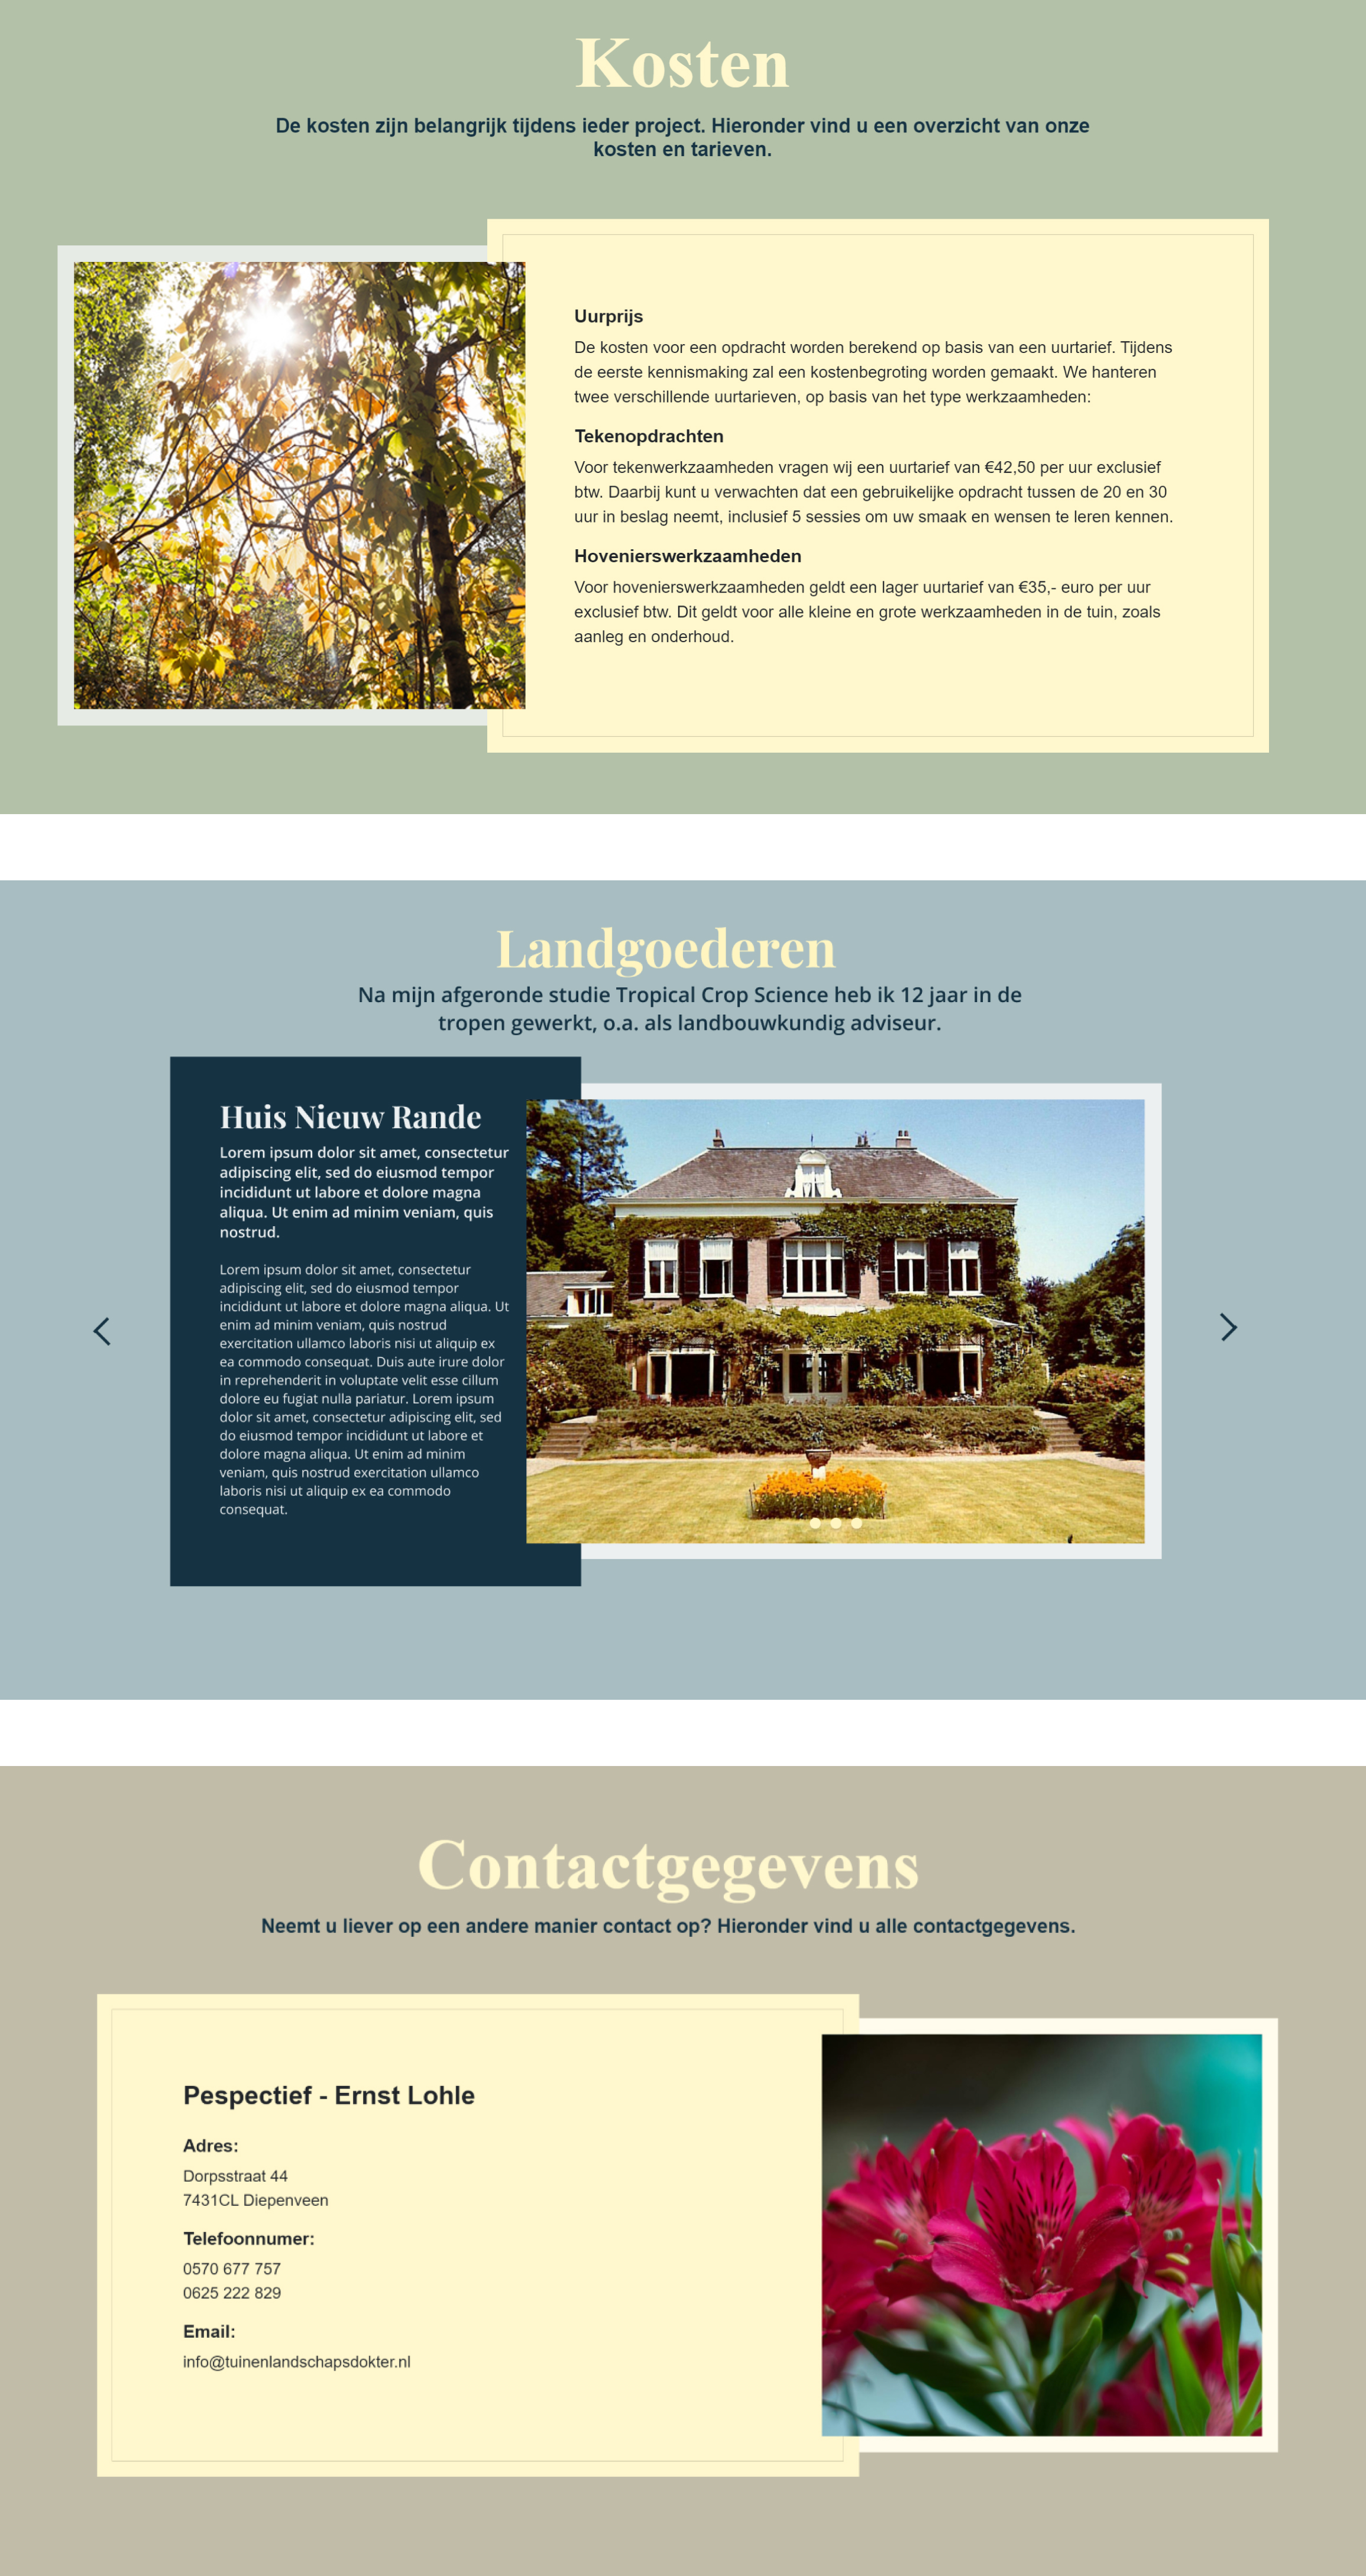 Kosten
De kosten zijn belangrijk tijdens ieder project. Hieronder vind u een overzicht van onze
kosten en tarieven.
Uurprijs
De kosten voor een opdracht worden berekend op basis van een uurtarief. Tijdens
de eerste kennismaking zal een kostenbegroting worden gemaakt. We hanteren
twee verschillende uurtarieven, op basis van het type werkzaamheden:
Tekenopdrachten
Voor tekenwerkzaamheden vragen wij een uurtarief van €42,50 per uur exclusief
btw. Daarbij kunt u verwachten dat een gebruikelijke opdracht tussen de 20 en 30
uur in beslag neemt, inclusief 5 sessies om uw smaak en wensen te leren kennen.
Hovenierswerkzaamheden
Voor hovenierswerkzaamheden geldt een lager uurtarief van €35,- euro per uur
exclusief btw. Dit geldt voor alle kleine en grote werkzaamheden in de tuin, zoals
aanleg en onderhoud.
Landgoederen
Na mijn afgeronde studie Tropical Crop Science heb ik 12 jaar in de
tropen gewerkt, o.a. als landbouwkundig adviseur.
Huis Nieuw Rande
Lorem ipsum dolor sit amet, consectetur
adipiscing elit, sed do eiusmod tempor
incididunt ut labore et dolore magna
aliqua. Ut enim ad minim veniam, quis
nostrud.
Lorem ipsum dolor sit amet, consectetur
adipiscing elit, sed do eiusmod tempor
incididunt ut labore et dolore magna aliqua. Ut
enim ad minim veniam, quis nostrud
exercitation ullamco laboris nisi ut aliquip ex
ea commodo consequat. Duis aute irure dolor
in reprehenderit in voluptate velit esse cillum
dolore eu fugiat nulla pariatur. Lorem ipsum
dolor sit amet, consectetur adipiscing elit, sed
do eiusmod tempor incididunt ut labore et
dolore magna aliqua. Ut enim ad minim
veniam, quis nostrud exercitation ullamco
laboris nisi ut aliquip ex ea commodo
consequat.
Contactgegevens
Neemt u liever op een andere manier contact op? Hieronder vind u alle contactgegevens.
Pespectief - Ernst Lohle
Adres:
Dorpsstraat 44
7431CL Diepenveen
Telefoonnumer:
0570 677 757
0625 222 829
Email:
info@tuinenlandschapsdokter.nl